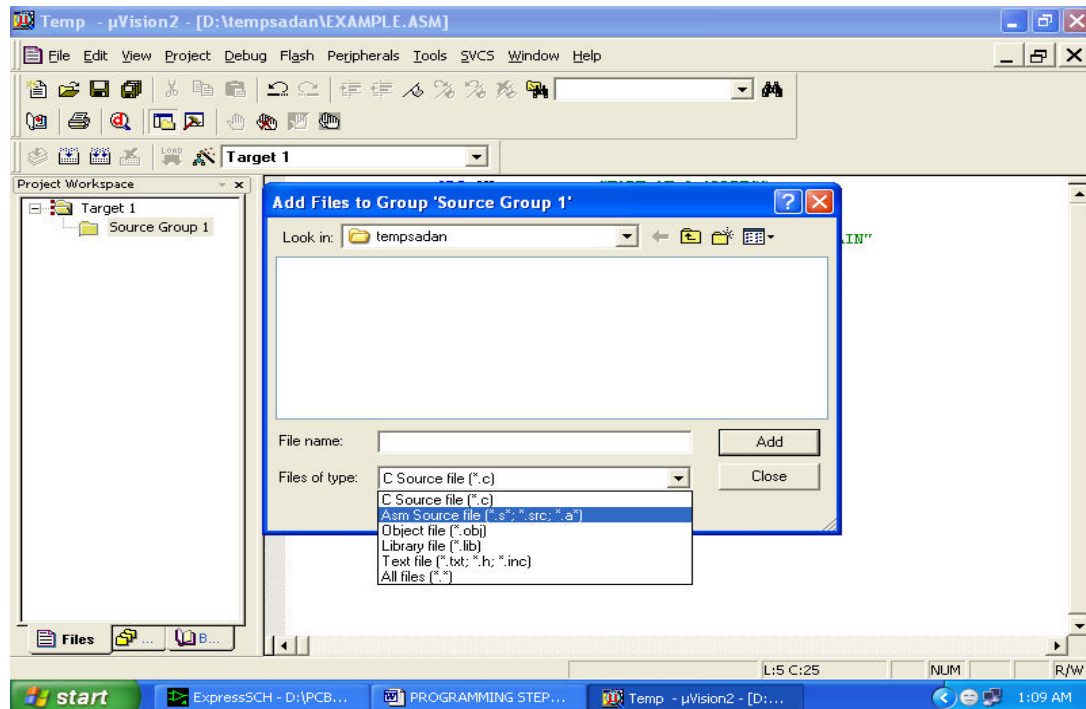 Temp - µVision2 - [D:\tempsadan\EXAMPLE.ASM]
File Edit View Project Debug Flash Peripherals Tools SVCS Window Help
LOAD
Target 1
Project Workspace
Target 1
Source Group 1
Add Files to Group 'Source Group 1'
Look in: tempsadan
AIN"
File name:
Add
Files of type: C Source file (*.c)
Close
C Source file (*.c)
Asm Source file (*.s*; *.src; *.a*)
Object file (*.obj)
Library file (*.lib)
Text file (*.txt; *.h; *.inc)
All files (*.*)
Files ... B...
L:5 C:25 NUM R/W
start ExpressSCH - D:\PCB... PROGRAMMING STEP... Temp - µVision2 - [D:... 1:09 AM